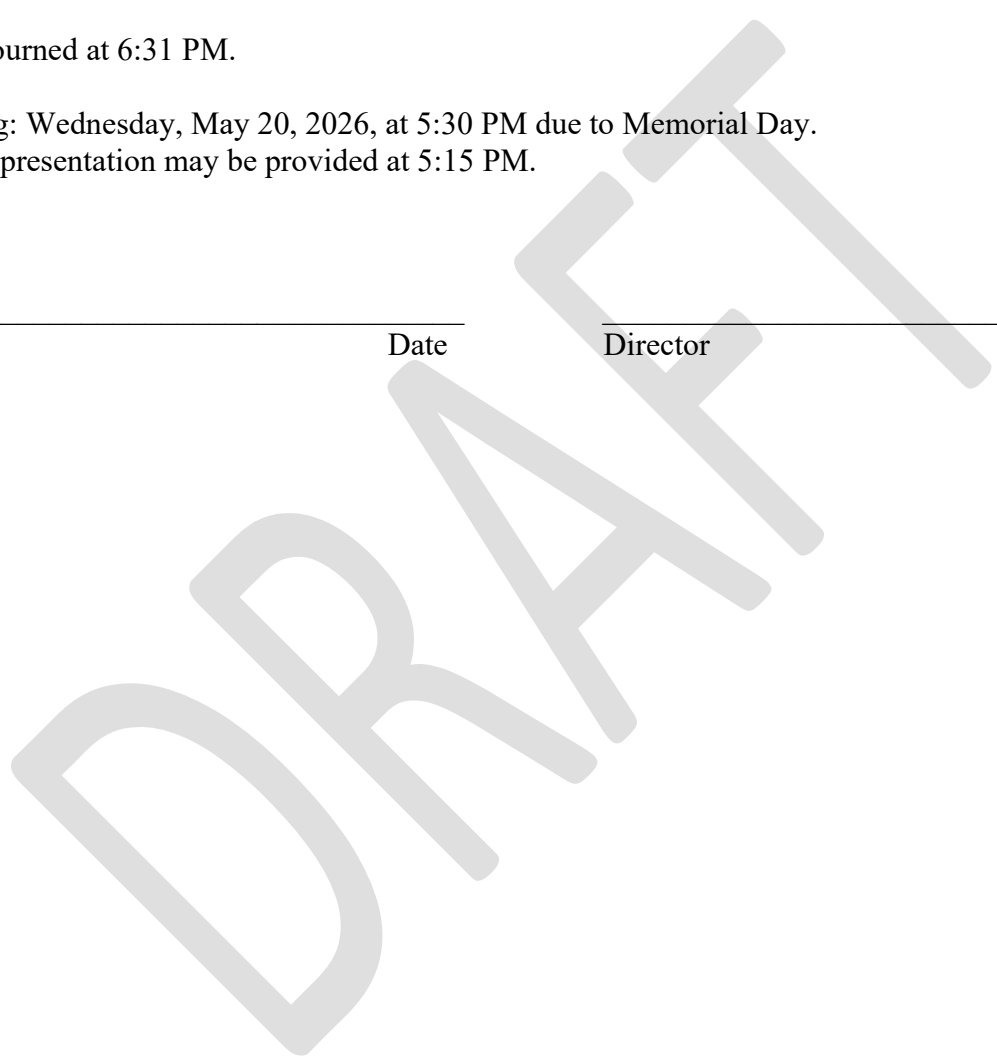 ourned at 6:31 PM.
g: Wednesday, May 20, 2026, at 5:30 PM due to Memorial Day.
presentation may be provided at 5:15 PM.
Date Director
DRAFT